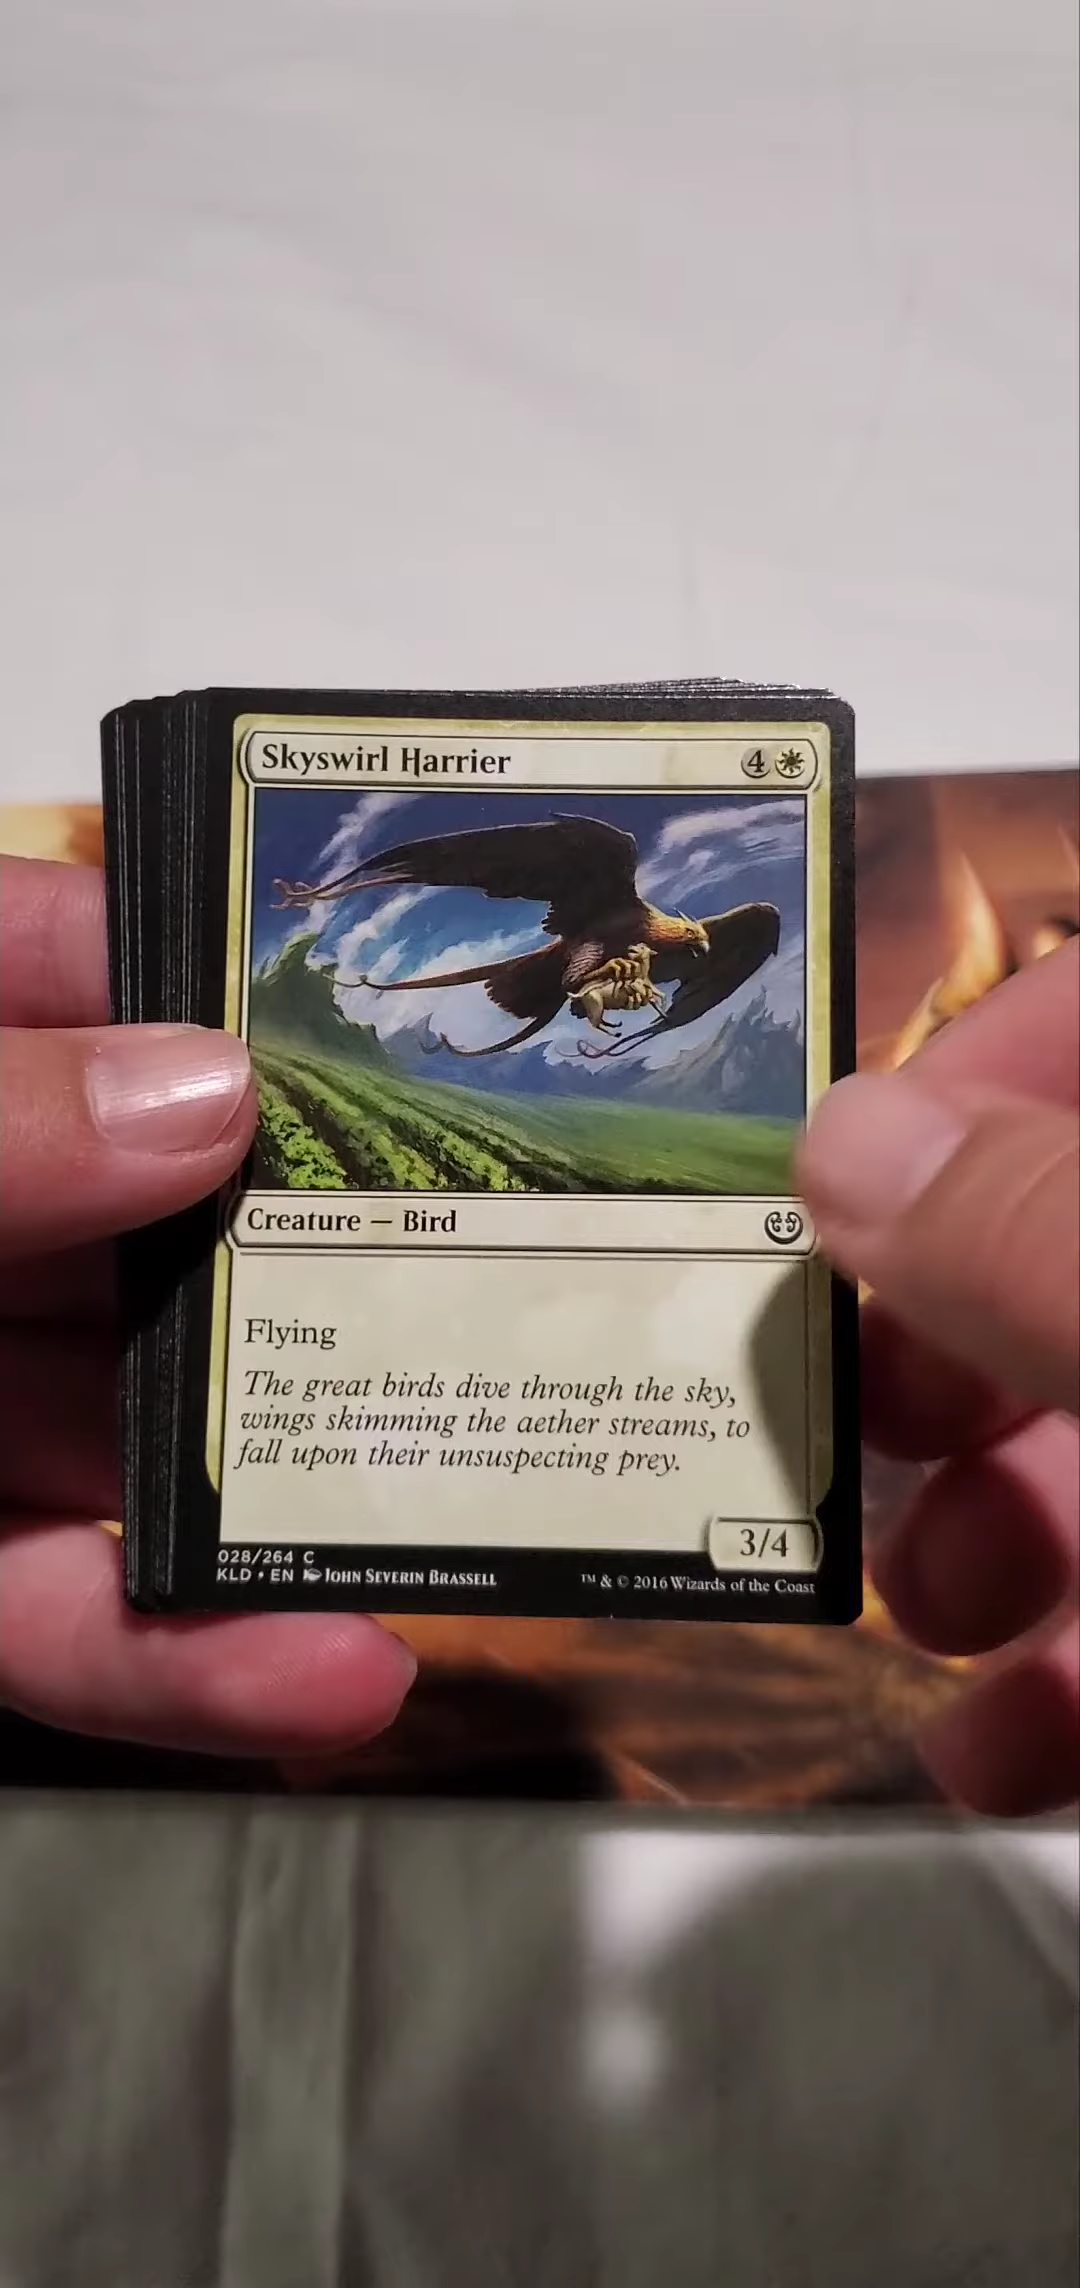 Skyswirl Harrier 4
Creature — Bird
Flying
The great birds dive through the sky,
wings skimming the aether streams, to
fall upon their unsuspecting prey.
3/4
028/264 C
KLD • EN JOHN SEVERIN BRASSELL
™ & © 2016 Wizards of the Coast